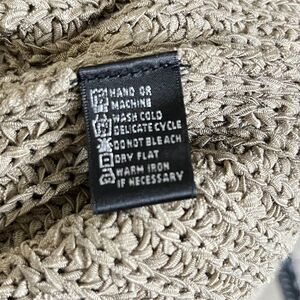 HAND OR
MACHINE
WASH COLD
DELICATE CYCLE
DO NOT BLEACH
DRY FLAT
WARM IRON
IF NECESSARY